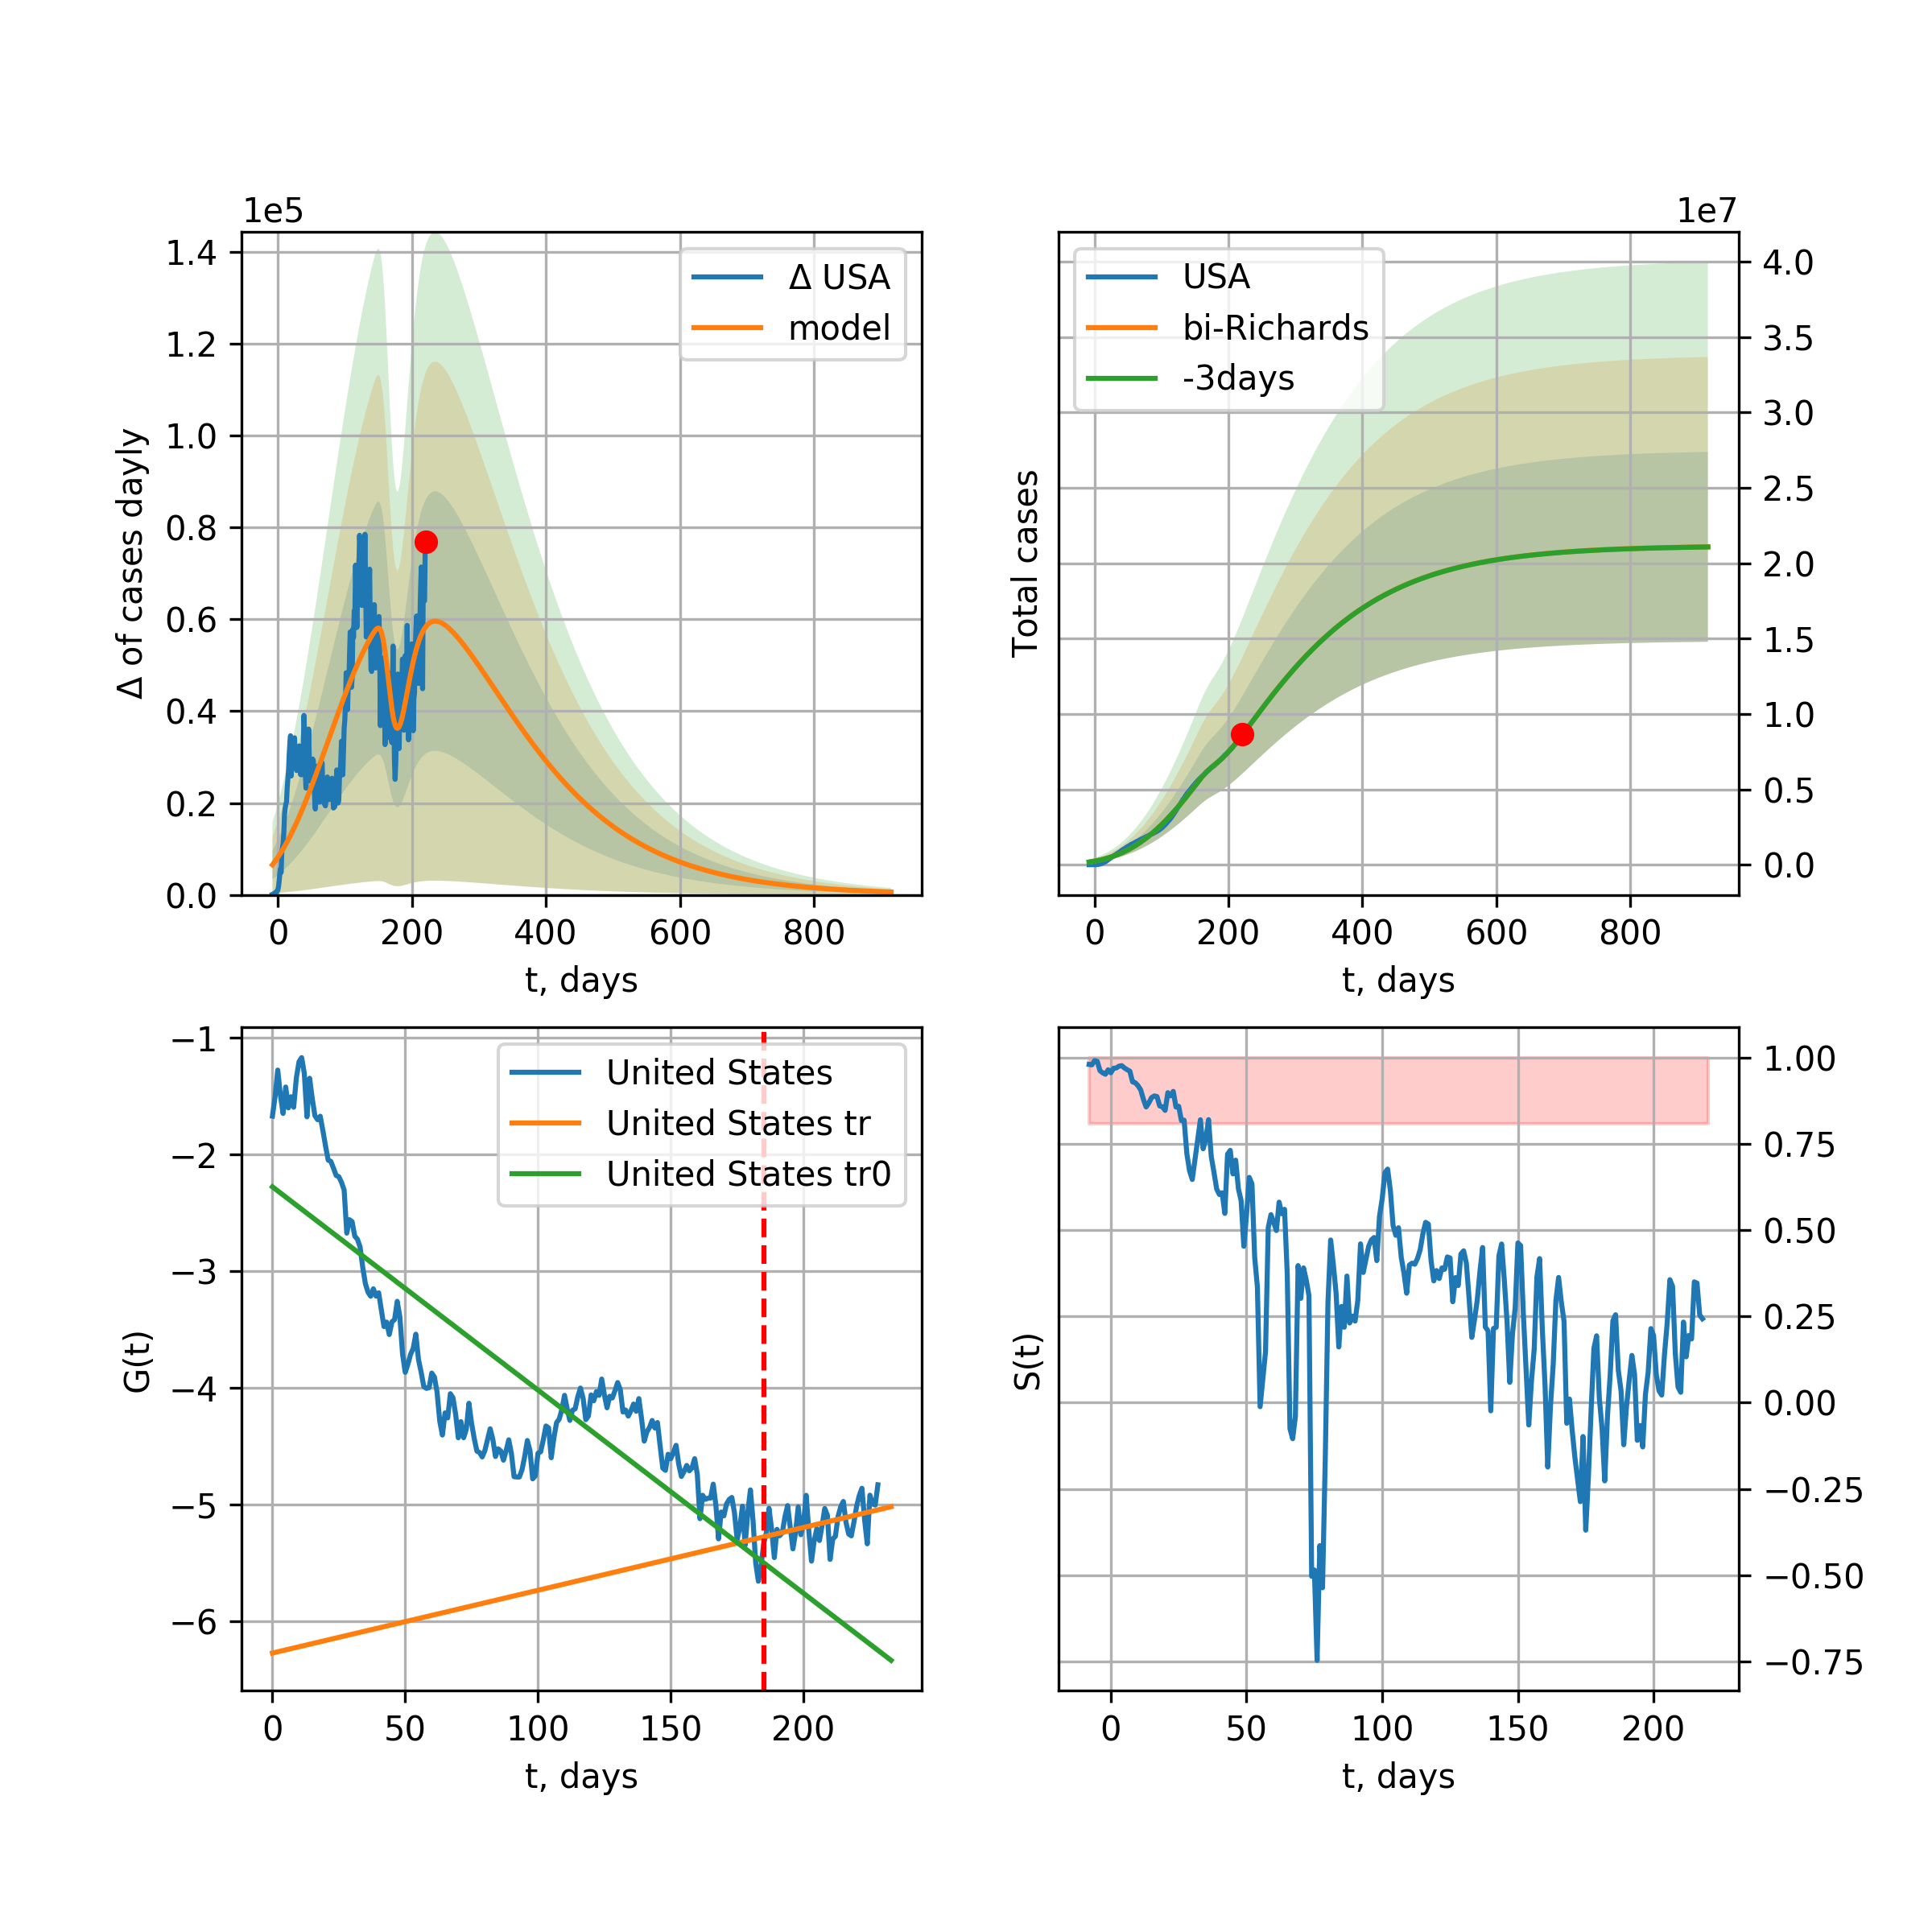 1e5
1.4
1.2
1.0
0.8
0.6
0.4
0.2
0.0
Δ of cases dayly
Δ USA
model
0 200 400 600 800
t, days
1e7
USA
bi-Richards
-3days
Total cases
4.0
3.5
3.0
2.5
2.0
1.5
1.0
0.5
0.0
0 200 400 600 800
t, days
−1
−2
−3
−4
−5
−6
G(t)
United States
United States tr
United States tr0
0 50 100 150 200
t, days
S(t)
1.00
0.75
0.50
0.25
0.00
−0.25
−0.50
−0.75
0 50 100 150 200
t, days